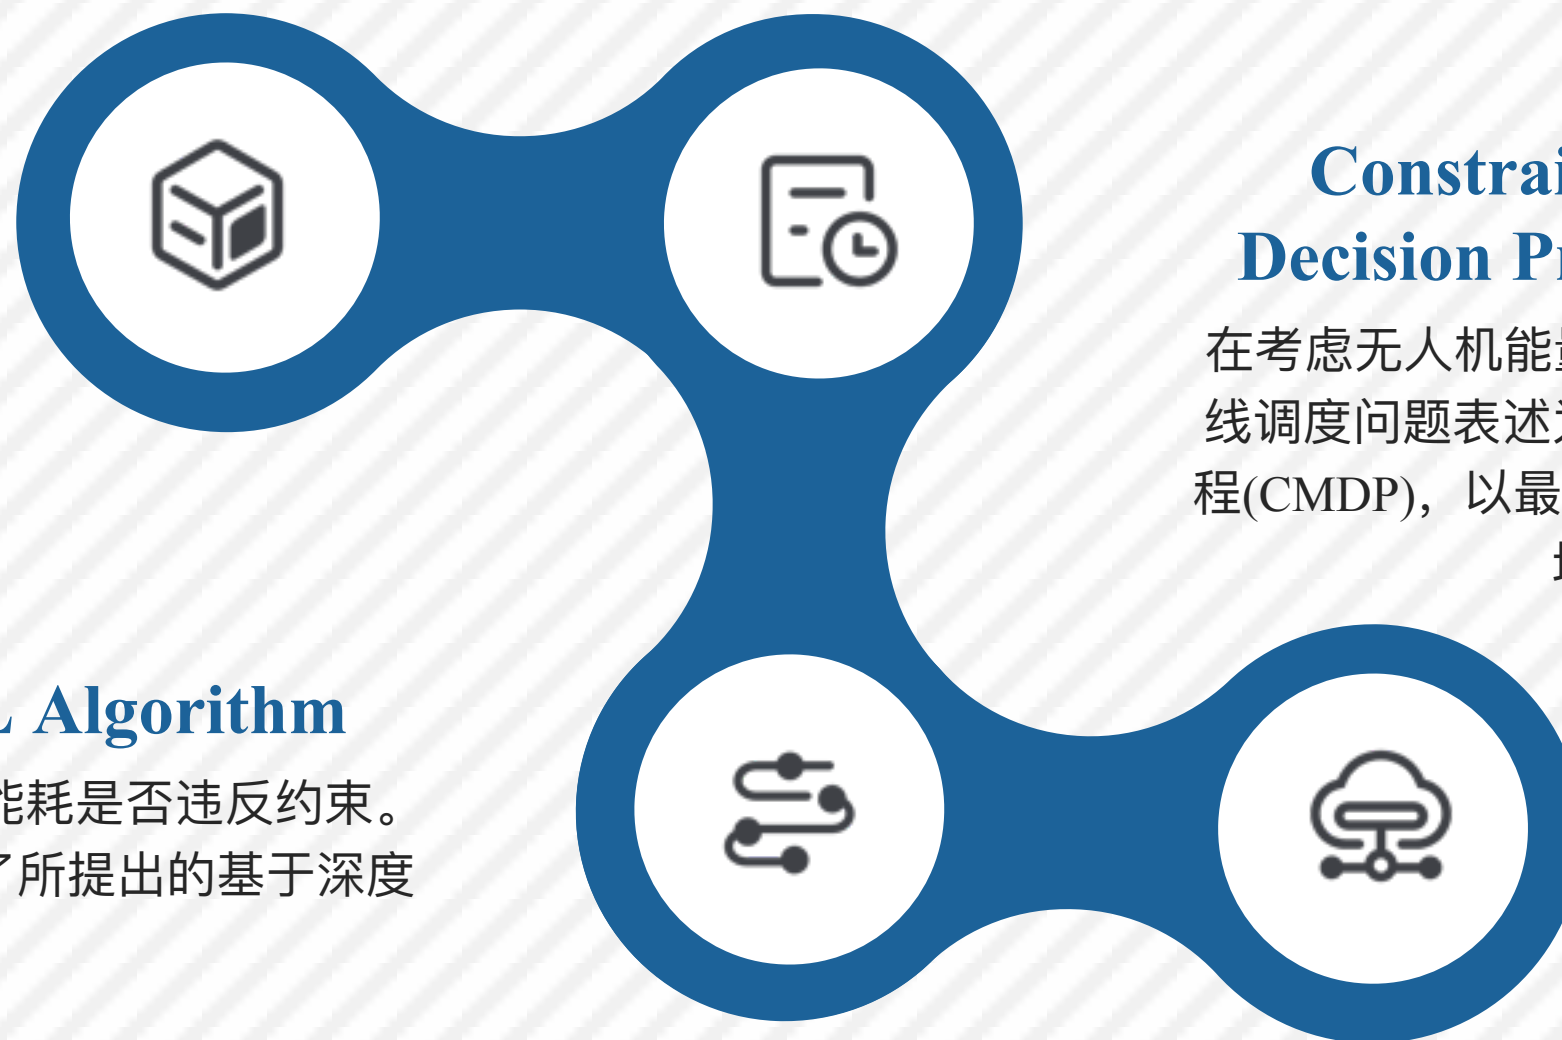 Constrai
Decision Pr
在考虑无人机能量
线调度问题表述为
程(CMDP)，以最
L Algorithm
能耗是否违反约束。
了所提出的基于深度